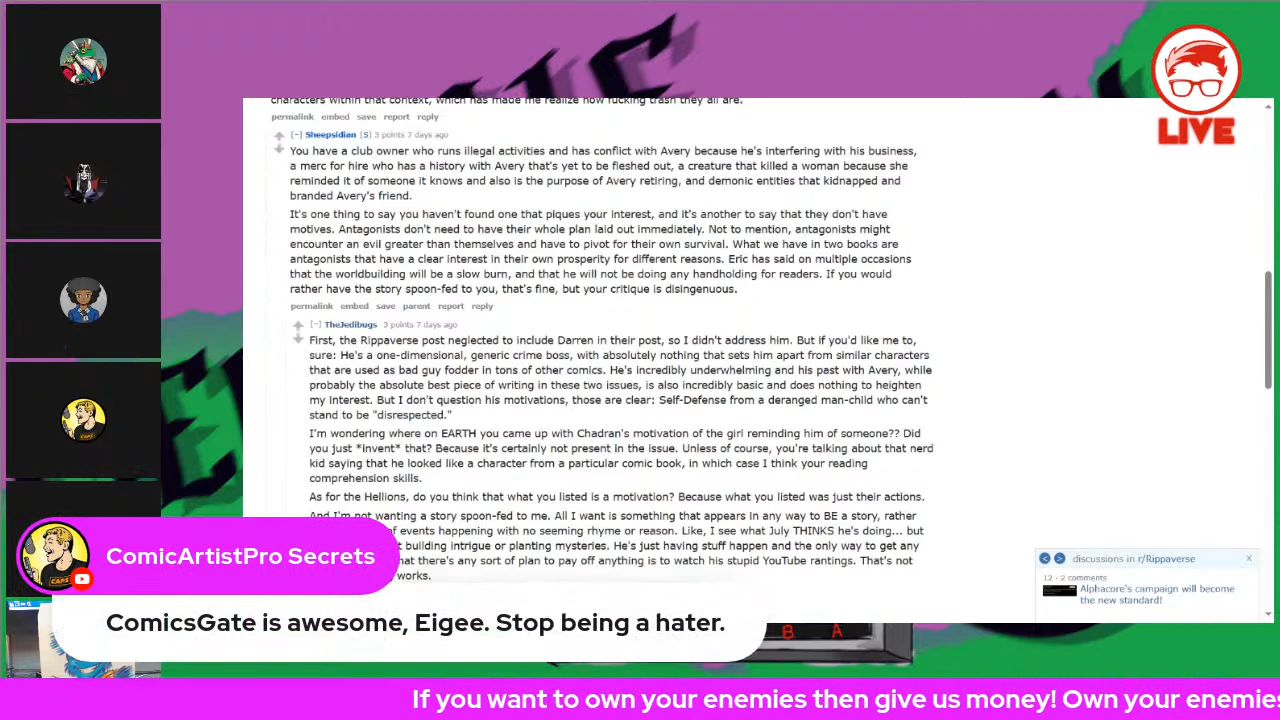 LIVE
characters within that context, which has made me realize how fucking trash they all are.
permalink embed save report reply
[-] Sheepsidian [S] 3 points 7 days ago
You have a club owner who runs illegal activities and has conflict with Avery because he's interfering with his business,
a merc for hire who has a history with Avery that's yet to be fleshed out, a creature that killed a woman because she
reminded it of someone it knows and also is the purpose of Avery retiring, and demonic entities that kidnapped and
branded Avery's friend.
It's one thing to say you haven't found one that piques your interest, and it's another to say that they don't have
motives. Antagonists don't need to have their whole plan laid out immediately. Not to mention, antagonists might
encounter an evil greater than themselves and have to pivot for their own survival. What we have in two books are
antagonists that have a clear interest in their own prosperity for different reasons. Eric has said on multiple occasions
that the worldbuilding will be a slow burn, and that he will not be doing any handholding for readers. If you would
rather have the story spoon-fed to you, that's fine, but your critique is disingenuous.
permalink embed save parent report reply
[-] TheJedibugs 3 points 7 days ago
First, the Rippaverse post neglected to include Darren in their post, so I didn't address him. But if you'd like me to,
sure: He's a one-dimensional, generic crime boss, with absolutely nothing that sets him apart from similar characters
that are used as bad guy fodder in tons of other comics. He's incredibly underwhelming and his past with Avery, while
probably the absolute best piece of writing in these two issues, is also incredibly basic and does nothing to heighten
my interest. But I don't question his motivations, those are clear: Self-Defense from a deranged man-child who can't
stand to be "disrespected."
I'm wondering where on EARTH you came up with Chadran's motivation of the girl reminding him of someone?? Did
you just *invent* that? Because it's certainly not present in the issue. Unless of course, you're talking about that nerd
kid saying that he looked like a character from a particular comic book, in which case I think your reading
comprehension skills.
As for the Hellions, do you think that what you listed is a motivation? Because what you listed was just their actions.
And I'm not wanting a story spoon-fed to me. All I want is something that appears in any way to BE a story, rather
of events happening with no seeming rhyme or reason. Like, I see what July THINKS he's doing... but
building intrigue or planting mysteries. He's just having stuff happen and the only way to get any
that there's any sort of plan to pay off anything is to watch his stupid YouTube rantings. That's not
works.
discussions in r/Rippaverse X
12 · 2 comments
Alphacore's campaign will become
the new standard!
CAPS
ComicArtistPro Secrets
ComicsGate is awesome, Eigee. Stop being a hater.
B A
If you want to own your enemies then give us money! Own your enemies